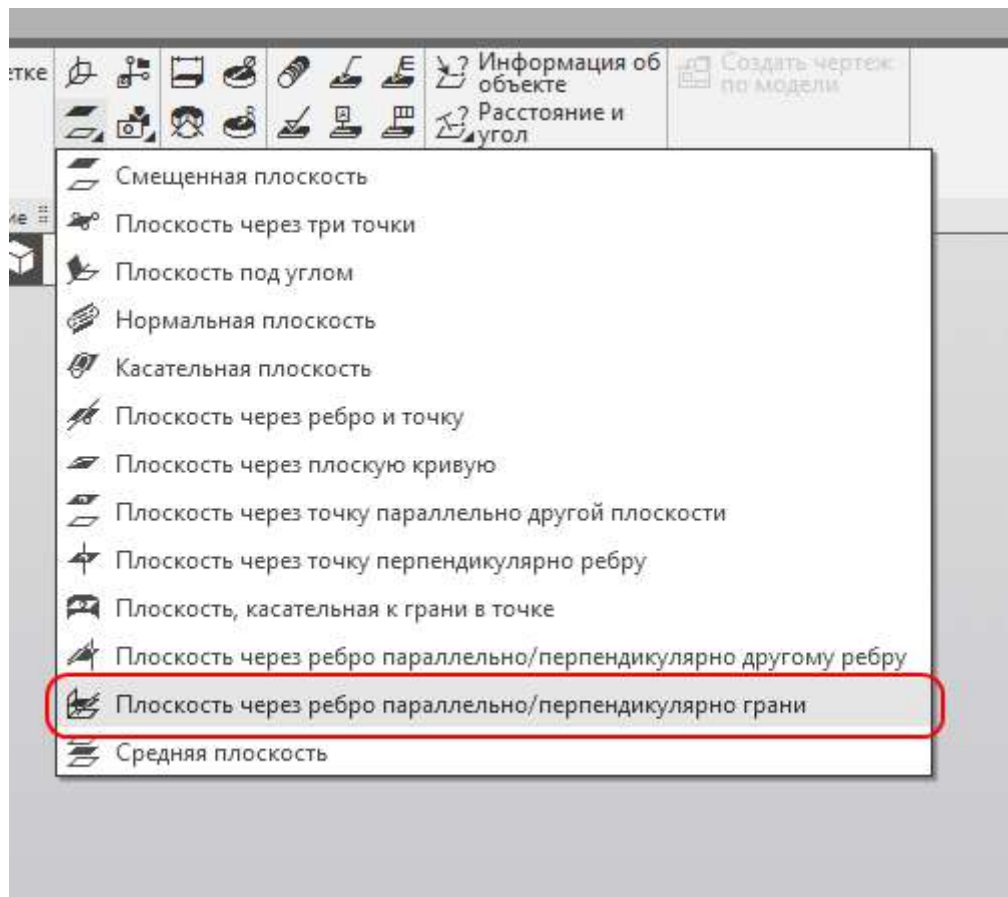 етке
Информация об
объекте
Создать чертеж
по модели
Расстояние и
угол
Смещенная плоскость
ие
Плоскость через три точки
Плоскость под углом
Нормальная плоскость
Касательная плоскость
Плоскость через ребро и точку
Плоскость через плоскую кривую
Плоскость через точку параллельно другой плоскости
Плоскость через точку перпендикулярно ребру
Плоскость, касательная к грани в точке
Плоскость через ребро параллельно/перпендикулярно другому ребру
Плоскость через ребро параллельно/перпендикулярно грани
Средняя плоскость